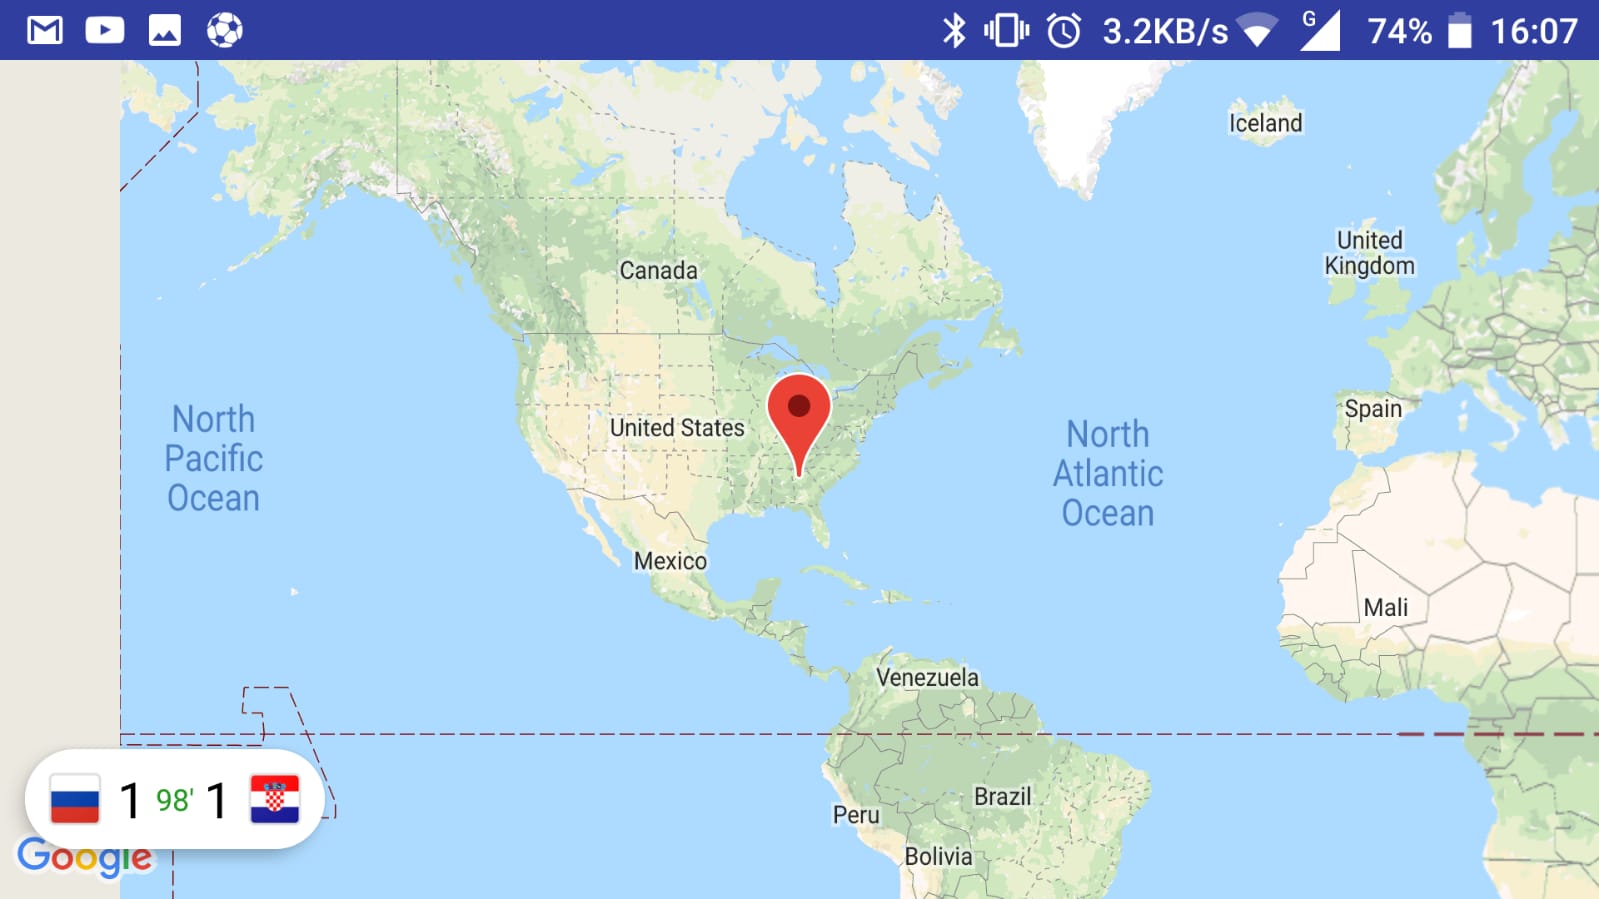 3.2KB/s G 74% 16:07
Iceland
United
Kingdom
Canada
Spain
United States
North
Pacific
Ocean
North
Atlantic
Ocean
Mexico
Mali
Venezuela
Brazil
Peru
Bolivia
1 98' 1
Google